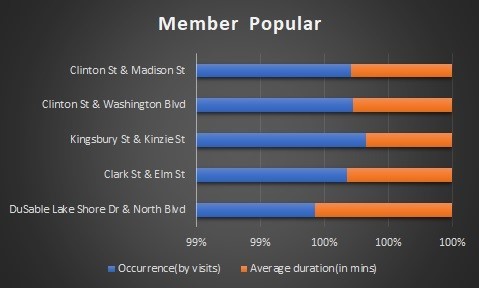 Member Popular
Clinton St & Madison St
Clinton St & Washington Blvd
Kingsbury St & Kinzie St
Clark St & Elm St
DuSable Lake Shore Dr & North Blvd
99% 99% 100% 100% 100%
Occurrence(by visits) Average duration(in mins)